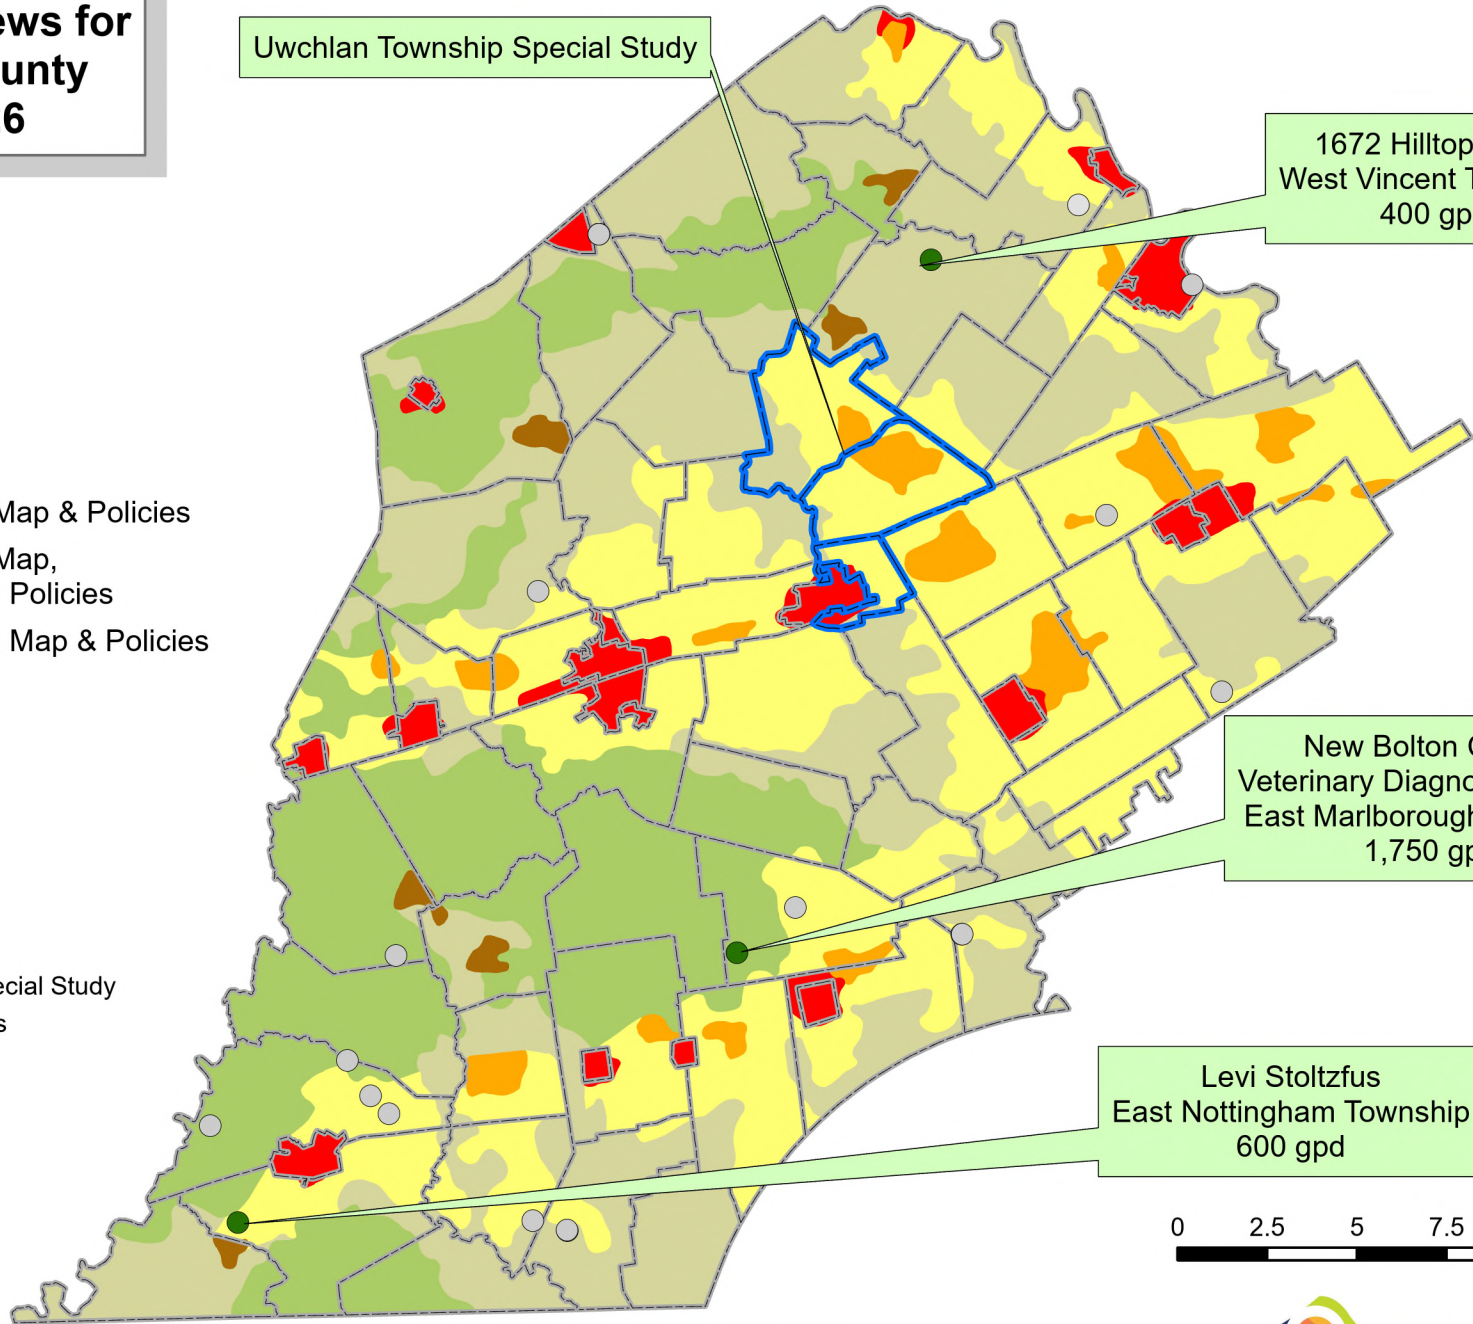 ews for
unty
6
Uwchlan Township Special Study
1672 Hilltop
West Vincent T
400 gp
Map & Policies
Map,
Policies
Map & Policies
New Bolton C
Veterinary Diagno
East Marlborough
1,750 gp
ecial Study
s
Levi Stoltzfus
East Nottingham Township
600 gpd
0 2.5 5 7.5